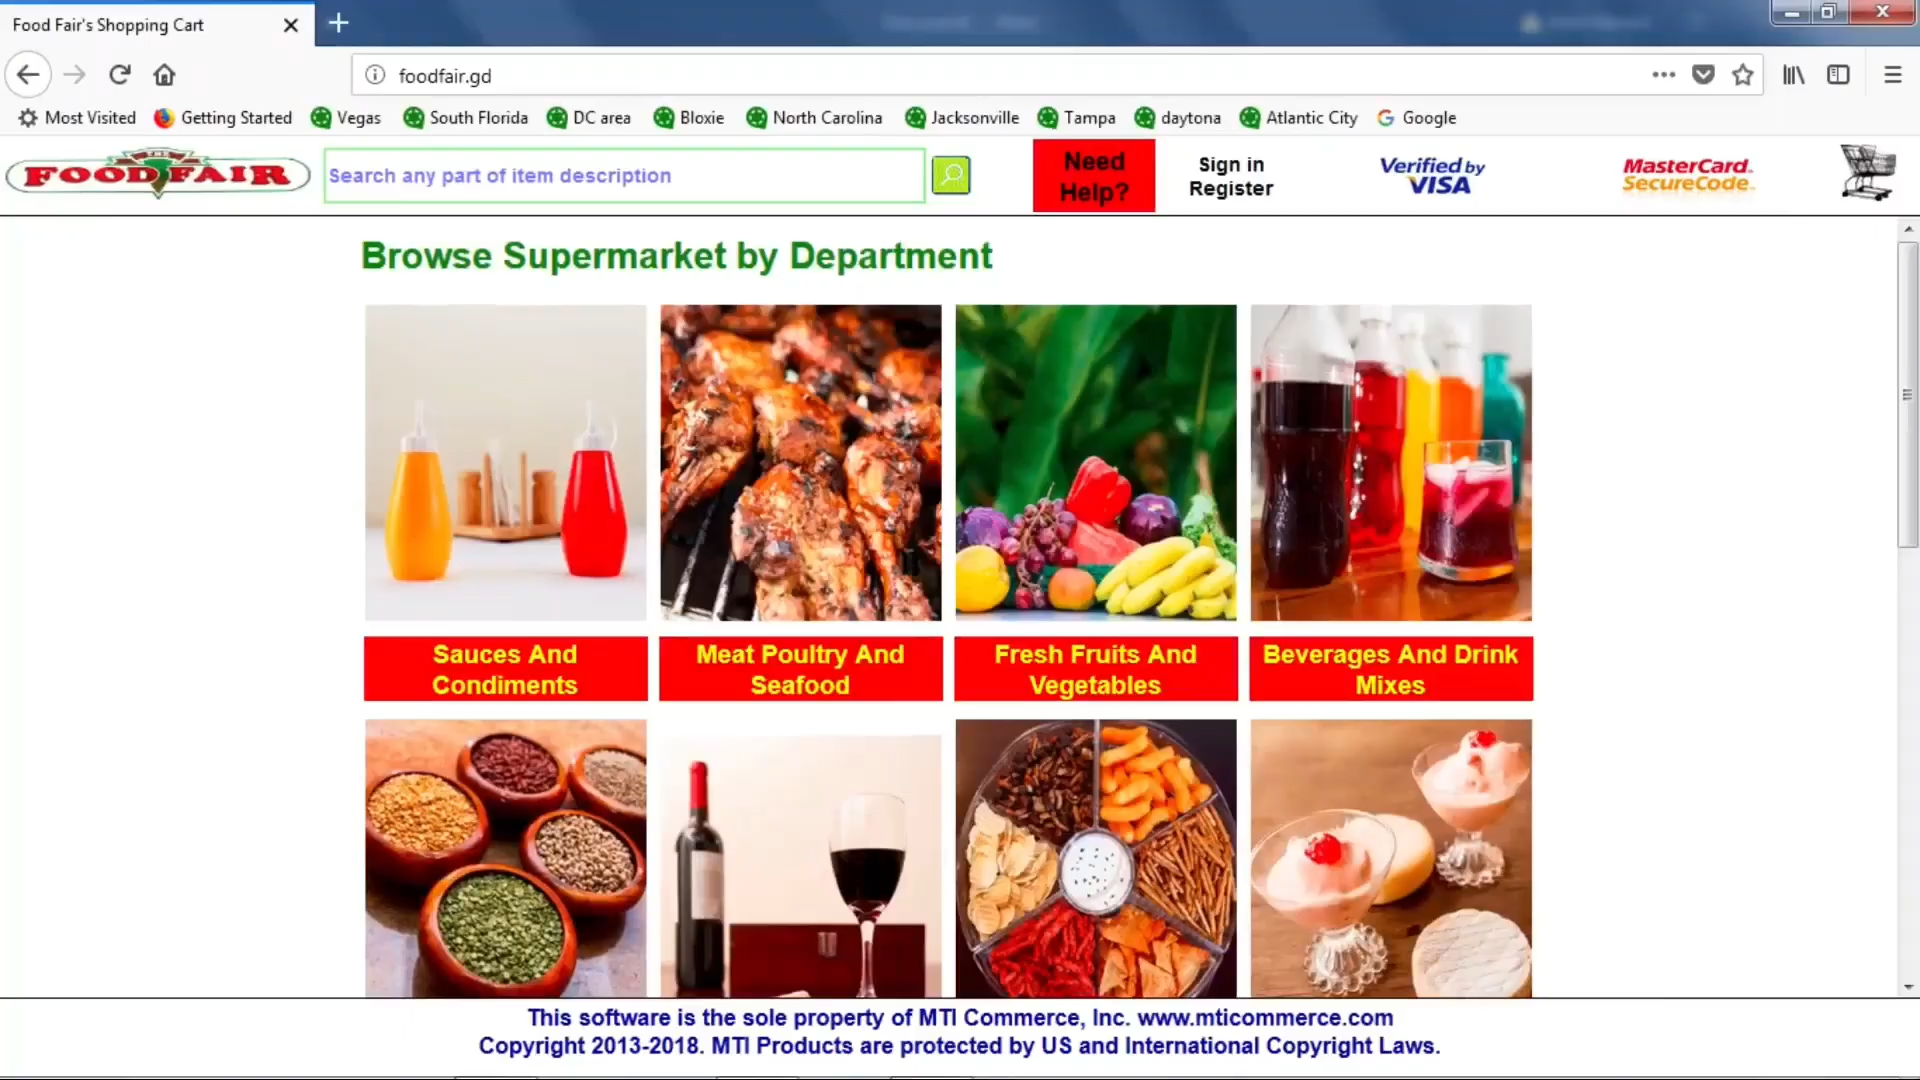 Food Fair's Shopping Cart
foodfair.gd
Most Visited Getting Started Vegas South Florida DC area Bloxie North Carolina Jacksonville Tampa daytona Atlantic City Google
FOOD FAIR
Search any part of item description
Need
Help?
Sign in
Register
Verified by
VISA
MasterCard.
SecureCode.
Browse Supermarket by Department
Sauces And
Condiments
Meat Poultry And
Seafood
Fresh Fruits And
Vegetables
Beverages And Drink
Mixes
This software is the sole property of MTI Commerce, Inc. www.mticommerce.com
Copyright 2013-2018. MTI Products are protected by US and International Copyright Laws.